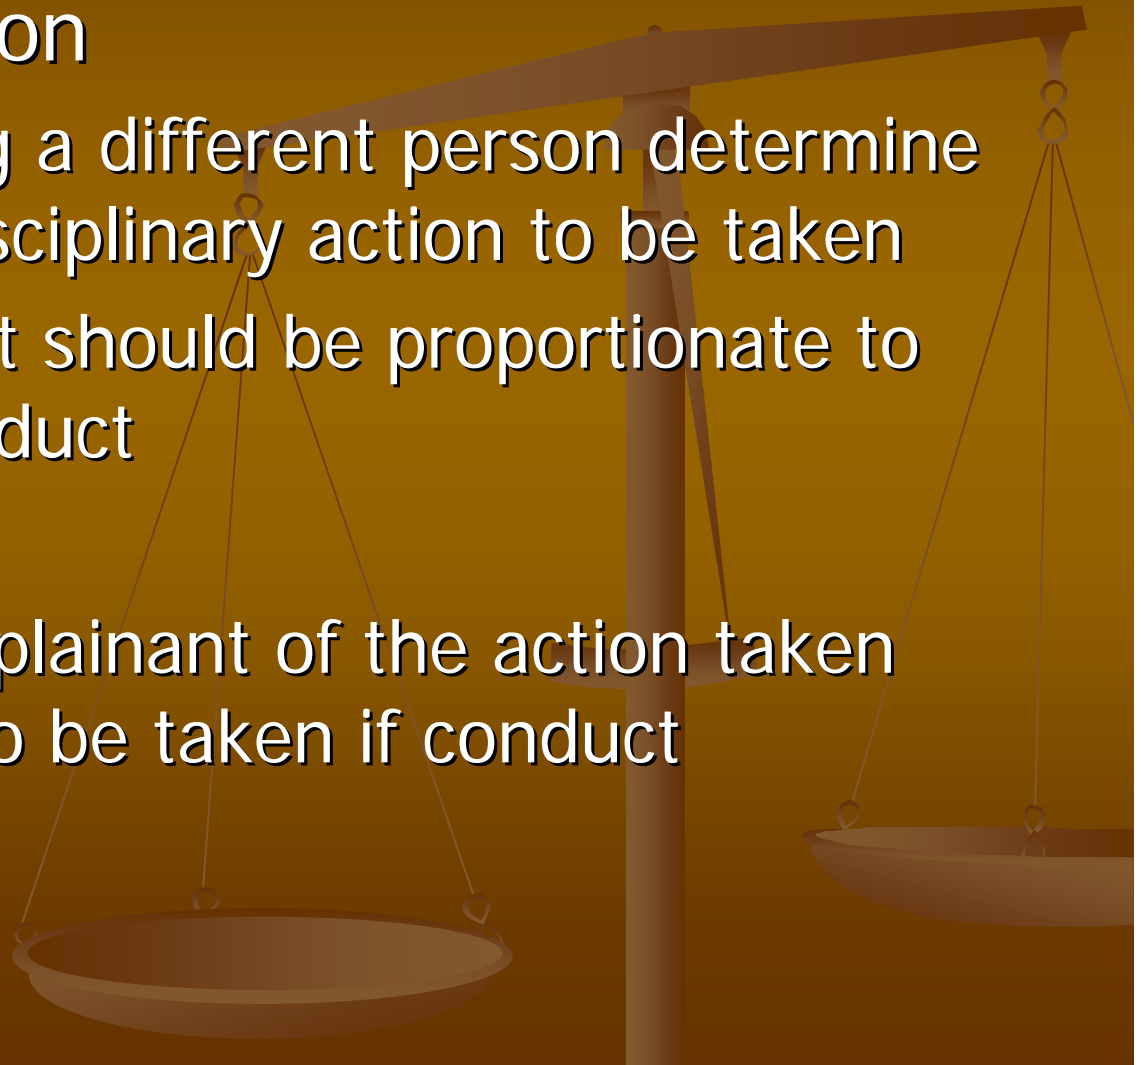 on
g a different person determine
sciplinary action to be taken
t should be proportionate to
duct
plainant of the action taken
o be taken if conduct